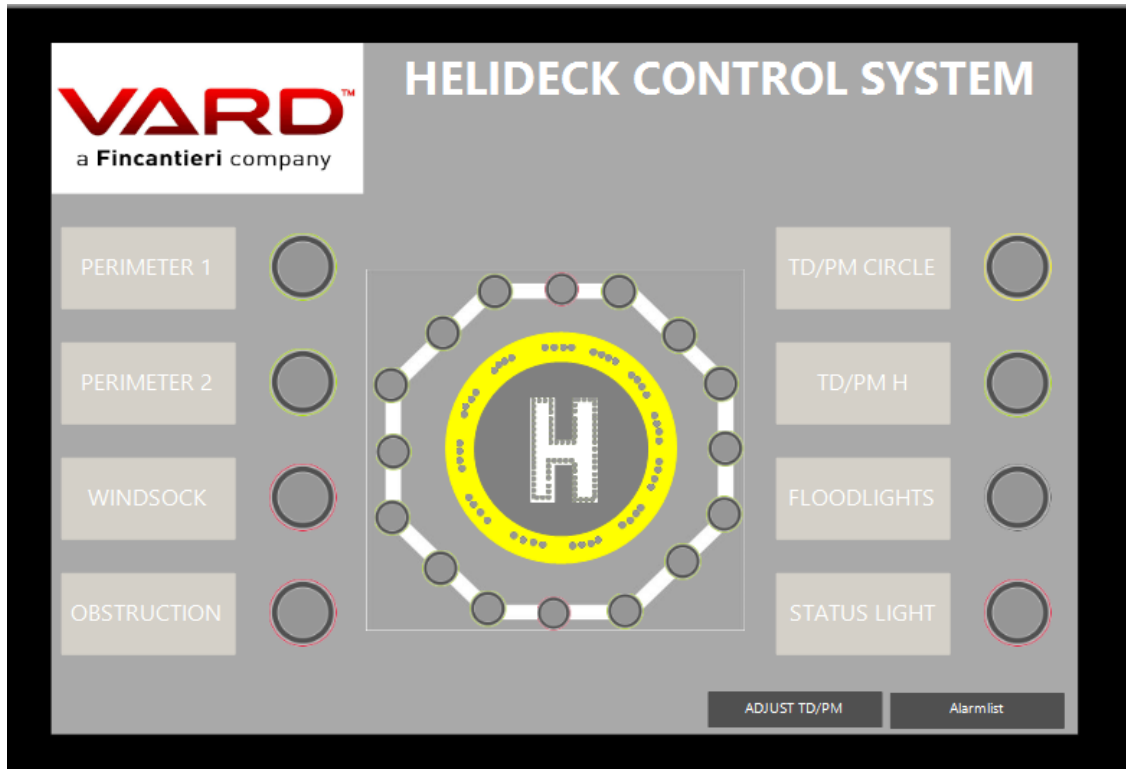 VARD™
a Fincantieri company
HELIDECK CONTROL SYSTEM
PERIMETER 1
PERIMETER 2
WINDSOCK
OBSTRUCTION
H
TD/PM CIRCLE
TD/PM H
FLOODLIGHTS
STATUS LIGHT
ADJUST TD/PM
Alarmlist